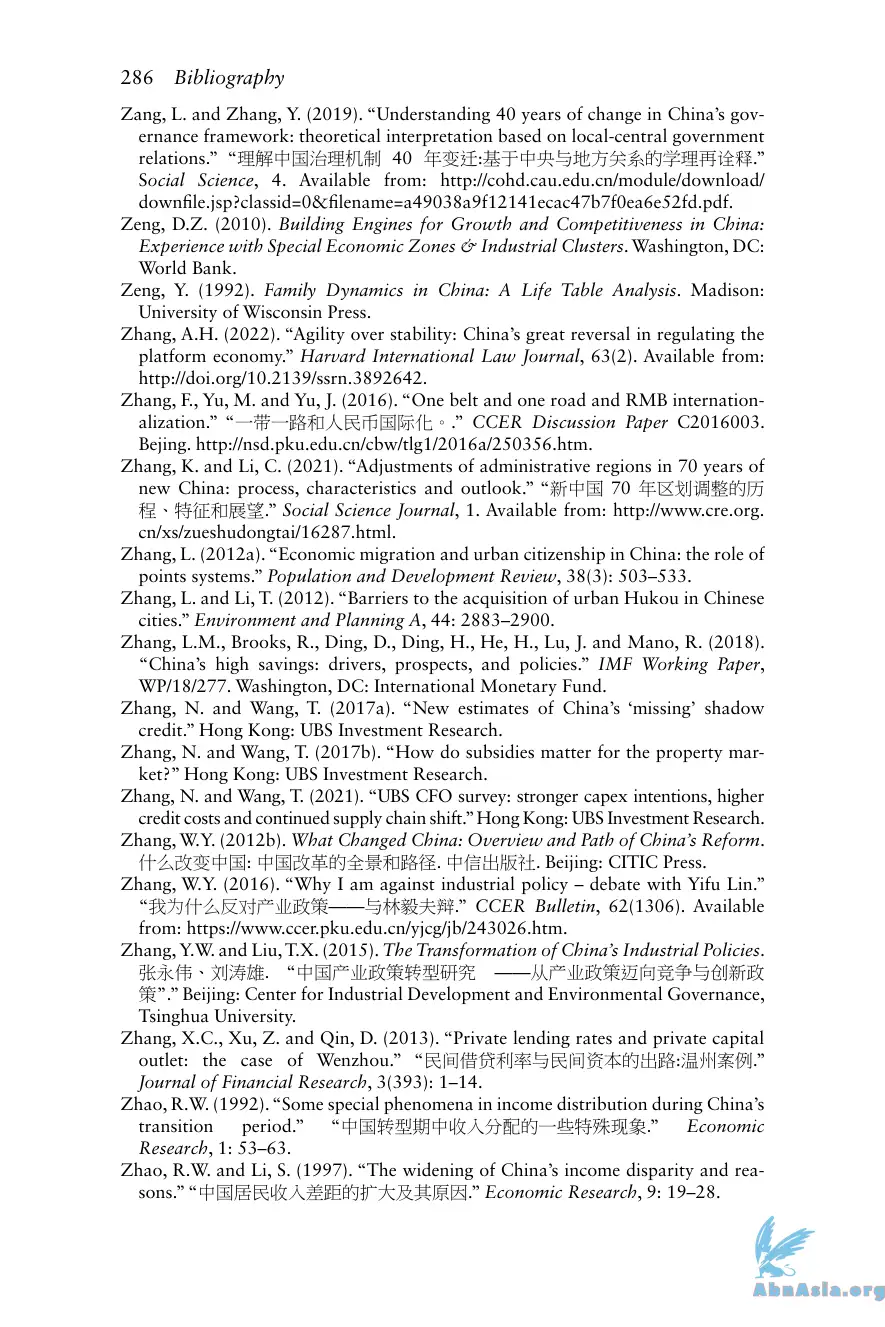 286 Bibliography
Zang, L. and Zhang, Y. (2019). “Understanding 40 years of change in China’s gov-
ernance framework: theoretical interpretation based on local-central government
relations.” “理解中国治理机制 40 年变迁:基于中央与地方关系的学理再诠释.”
Social Science, 4. Available from: http://cohd.cau.edu.cn/module/download/
downfile.jsp?classid=0&filename=a49038a9f12141ecac47b7f0ea6e52fd.pdf.
Zeng, D.Z. (2010). Building Engines for Growth and Competitiveness in China:
Experience with Special Economic Zones & Industrial Clusters. Washington, DC:
World Bank.
Zeng, Y. (1992). Family Dynamics in China: A Life Table Analysis. Madison:
University of Wisconsin Press.
Zhang, A.H. (2022). “Agility over stability: China’s great reversal in regulating the
platform economy.” Harvard International Law Journal, 63(2). Available from:
http://doi.org/10.2139/ssrn.3892642.
Zhang, F., Yu, M. and Yu, J. (2016). “One belt and one road and RMB internation-
alization.” “一带一路和人民币国际化。.” CCER Discussion Paper C2016003.
Bejing. http://nsd.pku.edu.cn/cbw/tlg1/2016a/250356.htm.
Zhang, K. and Li, C. (2021). “Adjustments of administrative regions in 70 years of
new China: process, characteristics and outlook.” “新中国 70 年区划调整的历
程、特征和展望.” Social Science Journal, 1. Available from: http://www.cre.org.
cn/xs/zueshudongtai/16287.html.
Zhang, L. (2012a). “Economic migration and urban citizenship in China: the role of
points systems.” Population and Development Review, 38(3): 503–533.
Zhang, L. and Li, T. (2012). “Barriers to the acquisition of urban Hukou in Chinese
cities.” Environment and Planning A, 44: 2883–2900.
Zhang, L.M., Brooks, R., Ding, D., Ding, H., He, H., Lu, J. and Mano, R. (2018).
“China’s high savings: drivers, prospects, and policies.” IMF Working Paper,
WP/18/277. Washington, DC: International Monetary Fund.
Zhang, N. and Wang, T. (2017a). “New estimates of China’s ‘missing’ shadow
credit.” Hong Kong: UBS Investment Research.
Zhang, N. and Wang, T. (2017b). “How do subsidies matter for the property mar-
ket?” Hong Kong: UBS Investment Research.
Zhang, N. and Wang, T. (2021). “UBS CFO survey: stronger capex intentions, higher
credit costs and continued supply chain shift.” Hong Kong: UBS Investment Research.
Zhang, W.Y. (2012b). What Changed China: Overview and Path of China’s Reform.
什么改变中国: 中国改革的全景和路径. 中信出版社. Beijing: CITIC Press.
Zhang, W.Y. (2016). “Why I am against industrial policy – debate with Yifu Lin.”
“我为什么反对产业政策——与林毅夫辩.” CCER Bulletin, 62(1306). Available
from: https://www.ccer.pku.edu.cn/yjcg/jb/243026.htm.
Zhang, Y.W. and Liu, T.X. (2015). The Transformation of China’s Industrial Policies.
张永伟、刘涛雄. “中国产业政策转型研究 ——从产业政策迈向竞争与创新政
策”.” Beijing: Center for Industrial Development and Environmental Governance,
Tsinghua University.
Zhang, X.C., Xu, Z. and Qin, D. (2013). “Private lending rates and private capital
outlet: the case of Wenzhou.” “民间借贷利率与民间资本的出路:温州案例.”
Journal of Financial Research, 3(393): 1–14.
Zhao, R.W. (1992). “Some special phenomena in income distribution during China’s
transition period.” “中国转型期中收入分配的一些特殊现象.” Economic
Research, 1: 53–63.
Zhao, R.W. and Li, S. (1997). “The widening of China’s income disparity and rea-
sons.” “中国居民收入差距的扩大及其原因.” Economic Research, 9: 19–28.
AbnAsia.org